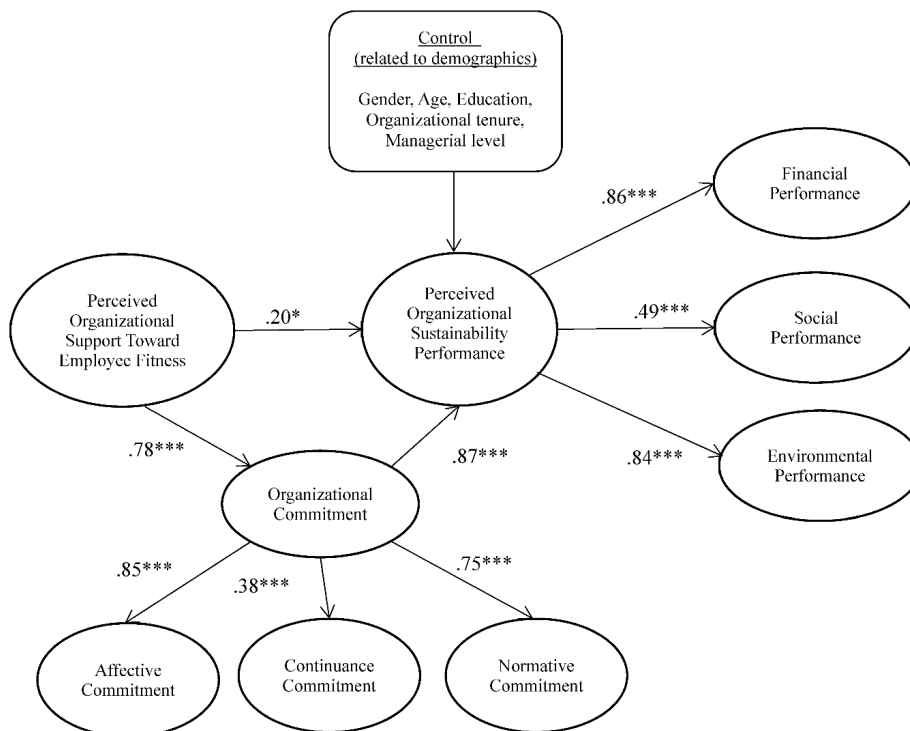 Control
(related to demographics)
Gender, Age, Education,
Organizational tenure,
Managerial level
Financial
Performance
.86***
Perceived
Organizational
Support Toward
Employee Fitness
.20*
Perceived
Organizational
Sustainability
Performance
.49***
Social
Performance
.78***
.87***
.84***
Environmental
Performance
Organizational
Commitment
.85***
.38***
.75***
Affective
Commitment
Continuance
Commitment
Normative
Commitment